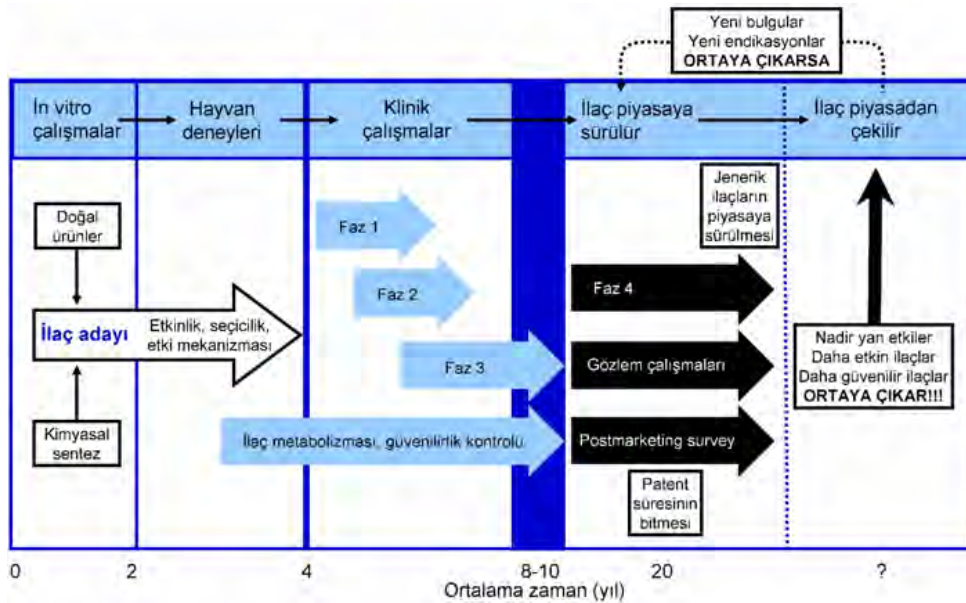 Yeni bulgular
Yeni endikasyonlar
ORTAYA ÇIKARSA
İn vitro
çalışmalar
Hayvan
deneyleri
Klinik
çalışmalar
İlaç piyasaya
sürülür
İlaç piyasadan
çekilir
Doğal
ürünler
İlaç adayı
Etkinlik, seçicilik,
etki mekanizması
Kimyasal
sentez
Faz 1
Faz 2
Faz 3
İlaç metabolizması, güvenilirlik kontrolü
Jenerik
ilaçların
piyasaya
sürülmesi
Faz 4
Gözlem çalışmaları
Postmarketing survey
Patent
süresinin
bitmesi
Nadir yan etkiler
Daha etkin ilaçlar
Daha güvenilir ilaçlar
ORTAYA ÇIKAR!!!
0 2 4 8-10 20 ?
Ortalama zaman (yıl)